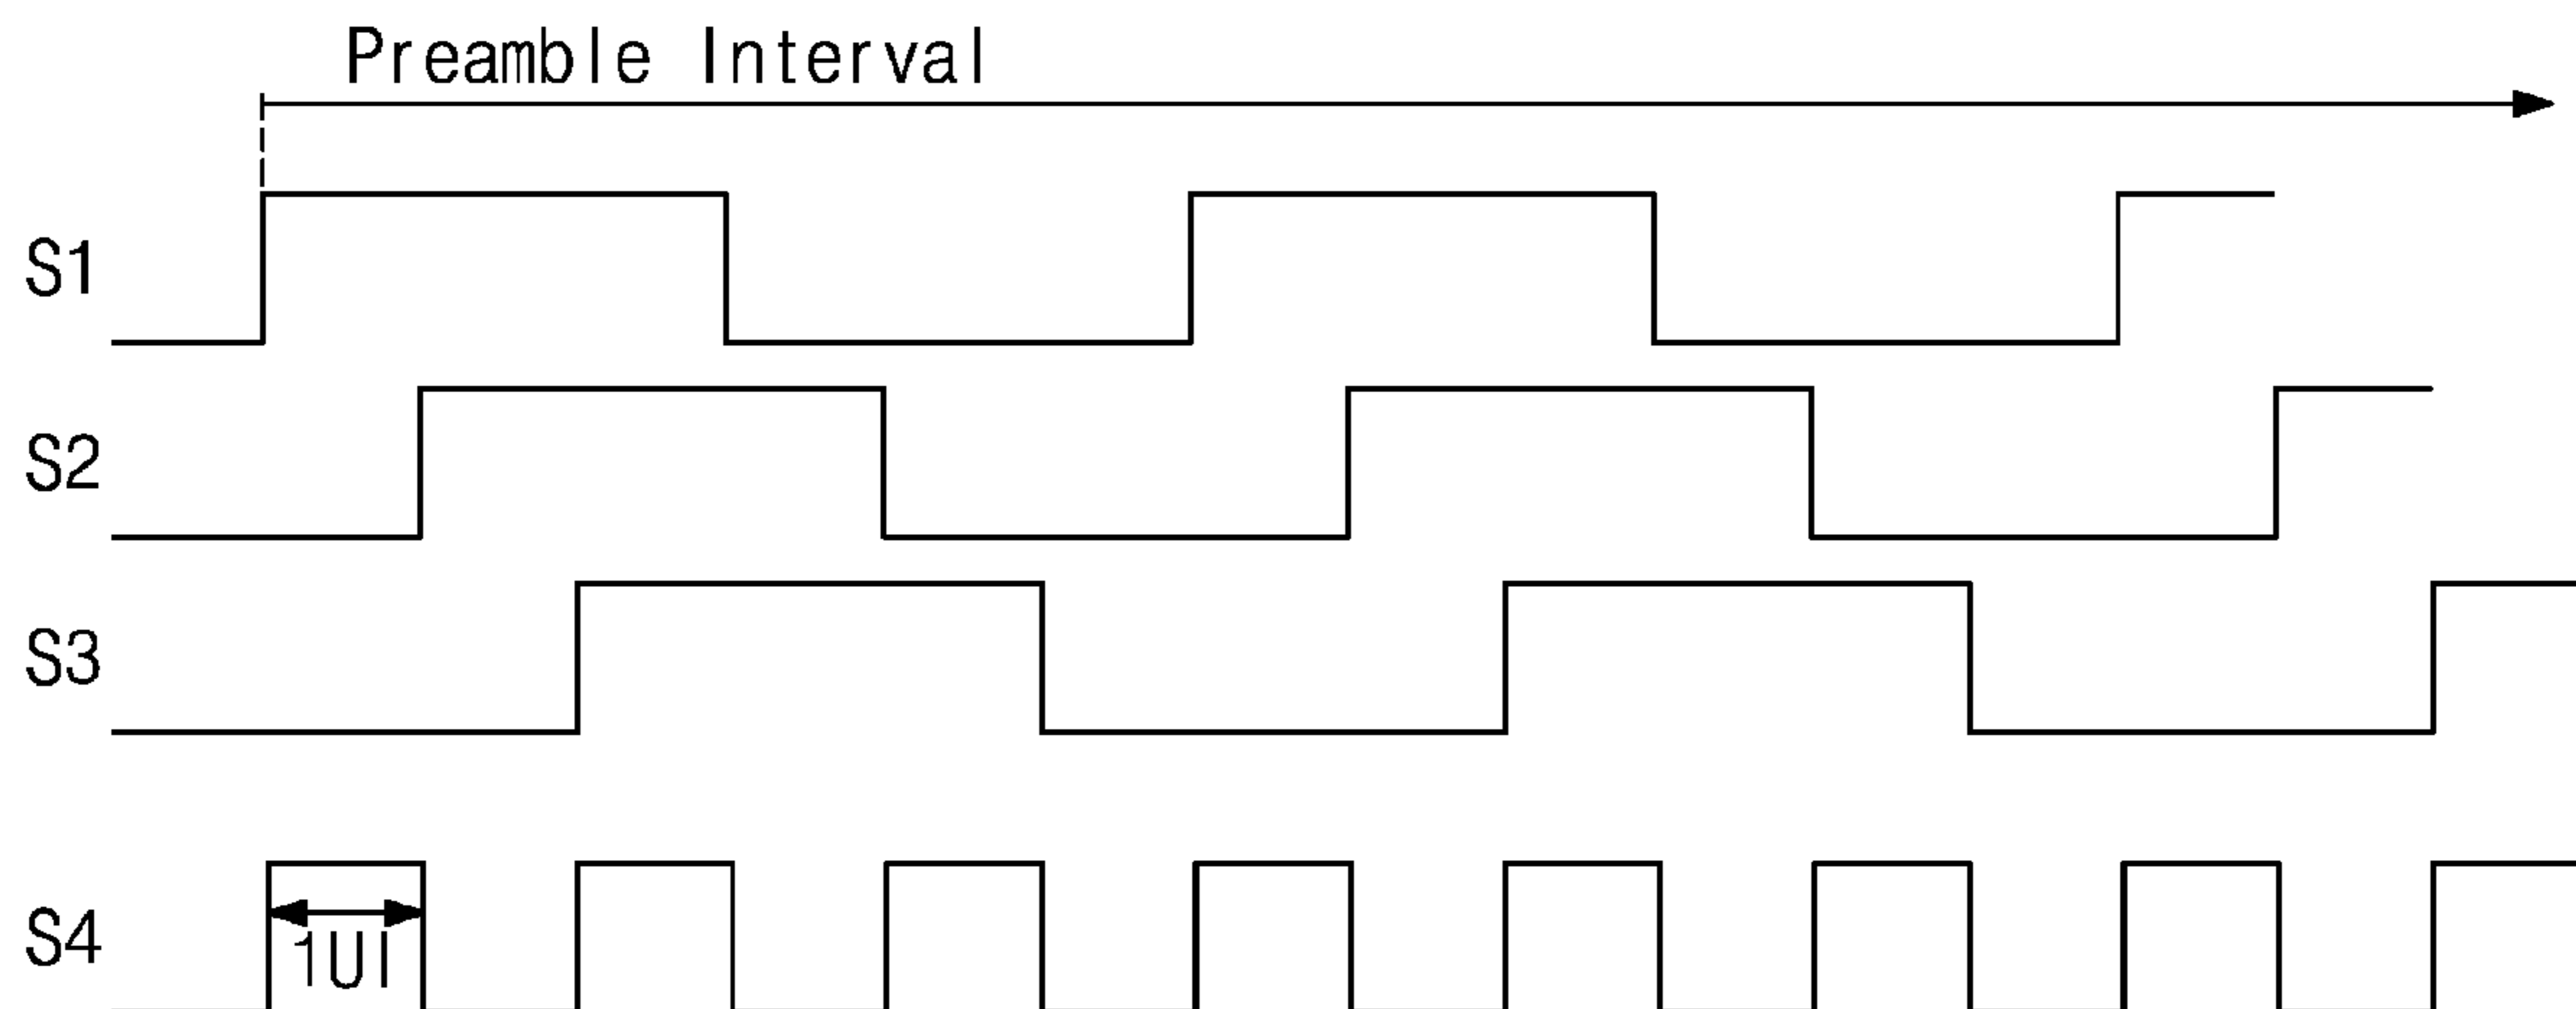 Preamble Interval
S1
S2
S3
S4
1UI